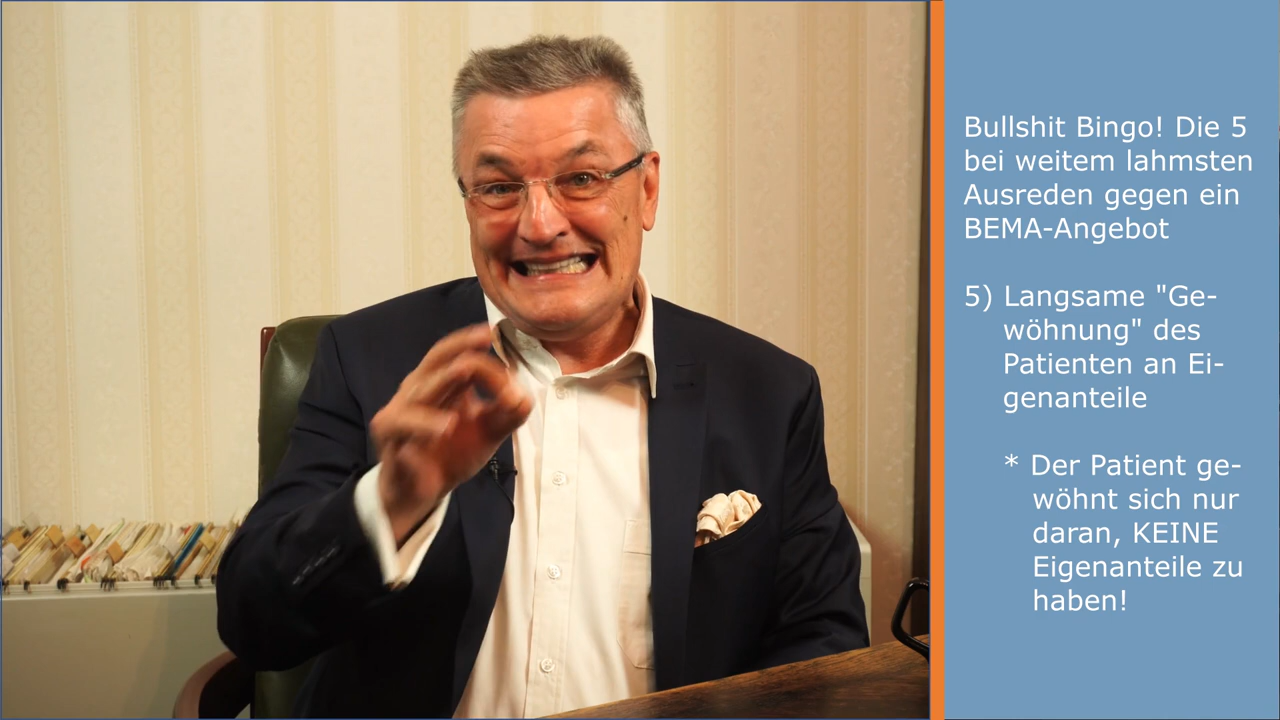 Bullshit Bingo! Die 5
bei weitem lahmsten
Ausreden gegen ein
BEMA-Angebot
5) Langsame "Ge-
wöhnung" des
Patienten an Ei-
genanteile
* Der Patient ge-
wöhnt sich nur
daran, KEINE
Eigenanteile zu
haben!